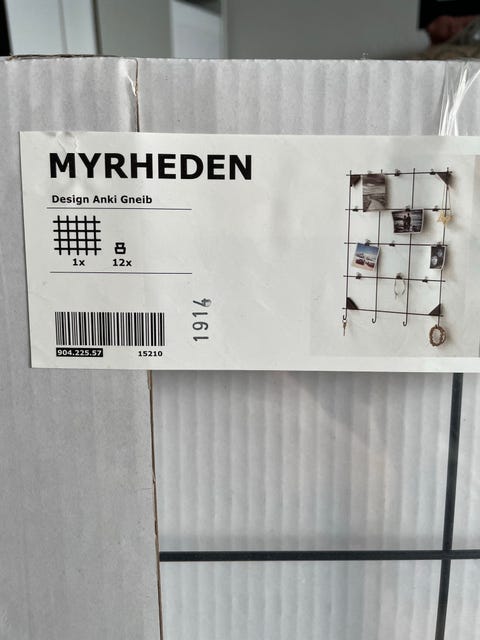 MYRHEDEN
Design Anki Gneib
1x 12x
904.225.57 15210
1914